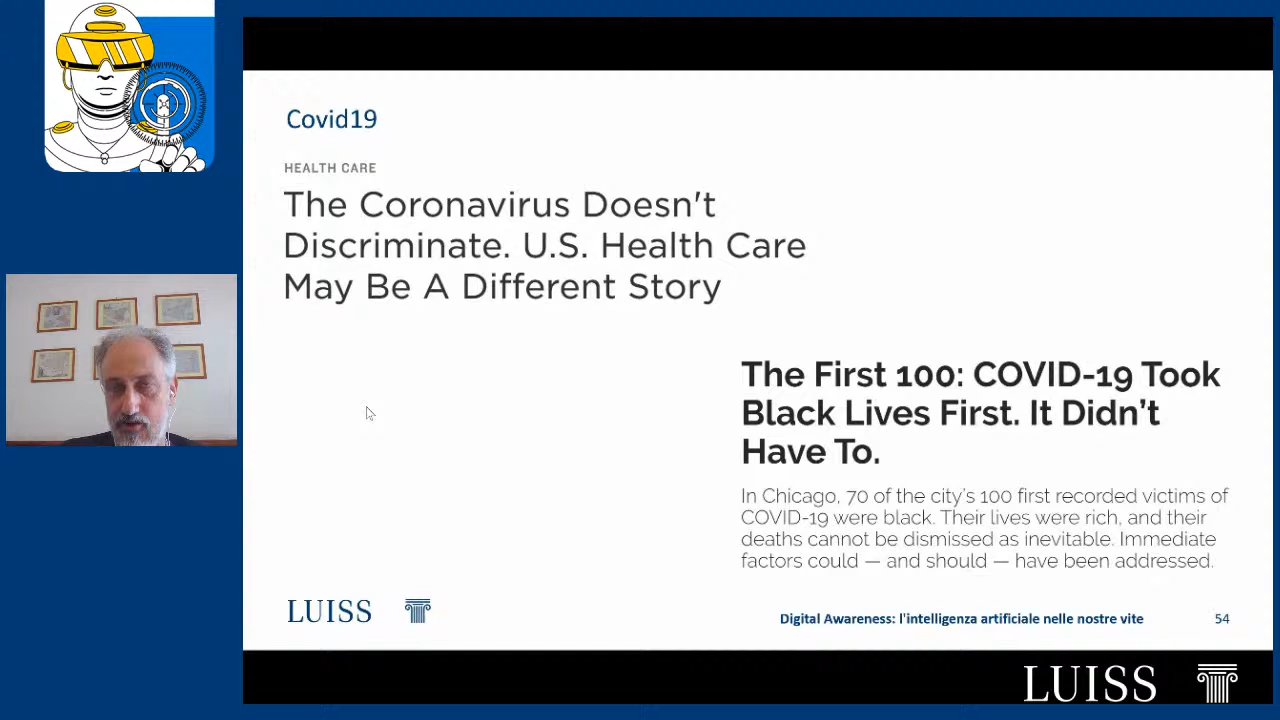 Covid19
HEALTH CARE
The Coronavirus Doesn't
Discriminate. U.S. Health Care
May Be A Different Story
The First 100: COVID-19 Took
Black Lives First. It Didn’t
Have To.
In Chicago, 70 of the city’s 100 first recorded victims of
COVID-19 were black. Their lives were rich, and their
deaths cannot be dismissed as inevitable. Immediate
factors could — and should — have been addressed.
LUISS
Digital Awareness: l'intelligenza artificiale nelle nostre vite
54
LUISS